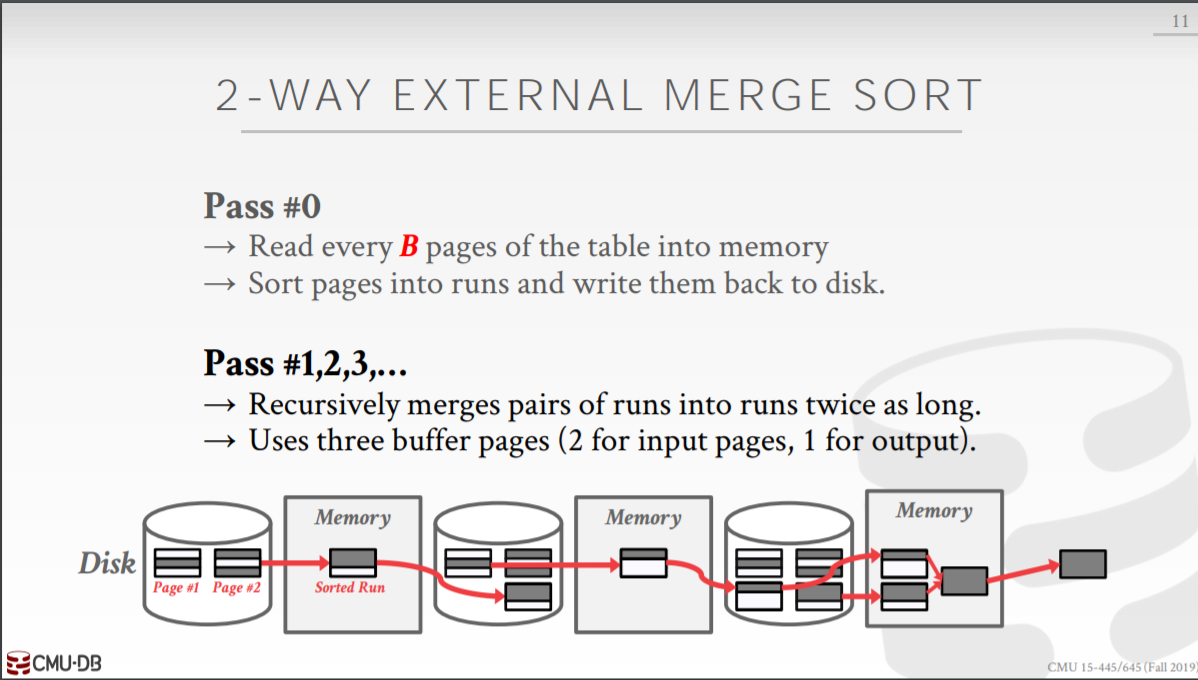 11
2-WAY EXTERNAL MERGE SORT
Pass #0
→ Read every B pages of the table into memory
→ Sort pages into runs and write them back to disk.
Pass #1,2,3,…
→ Recursively merges pairs of runs into runs twice as long.
→ Uses three buffer pages (2 for input pages, 1 for output).
Memory
Memory
Memory
Disk
Page #1 Page #2
Sorted Run
CMU·DB
CMU 15-445/645 (Fall 2019)